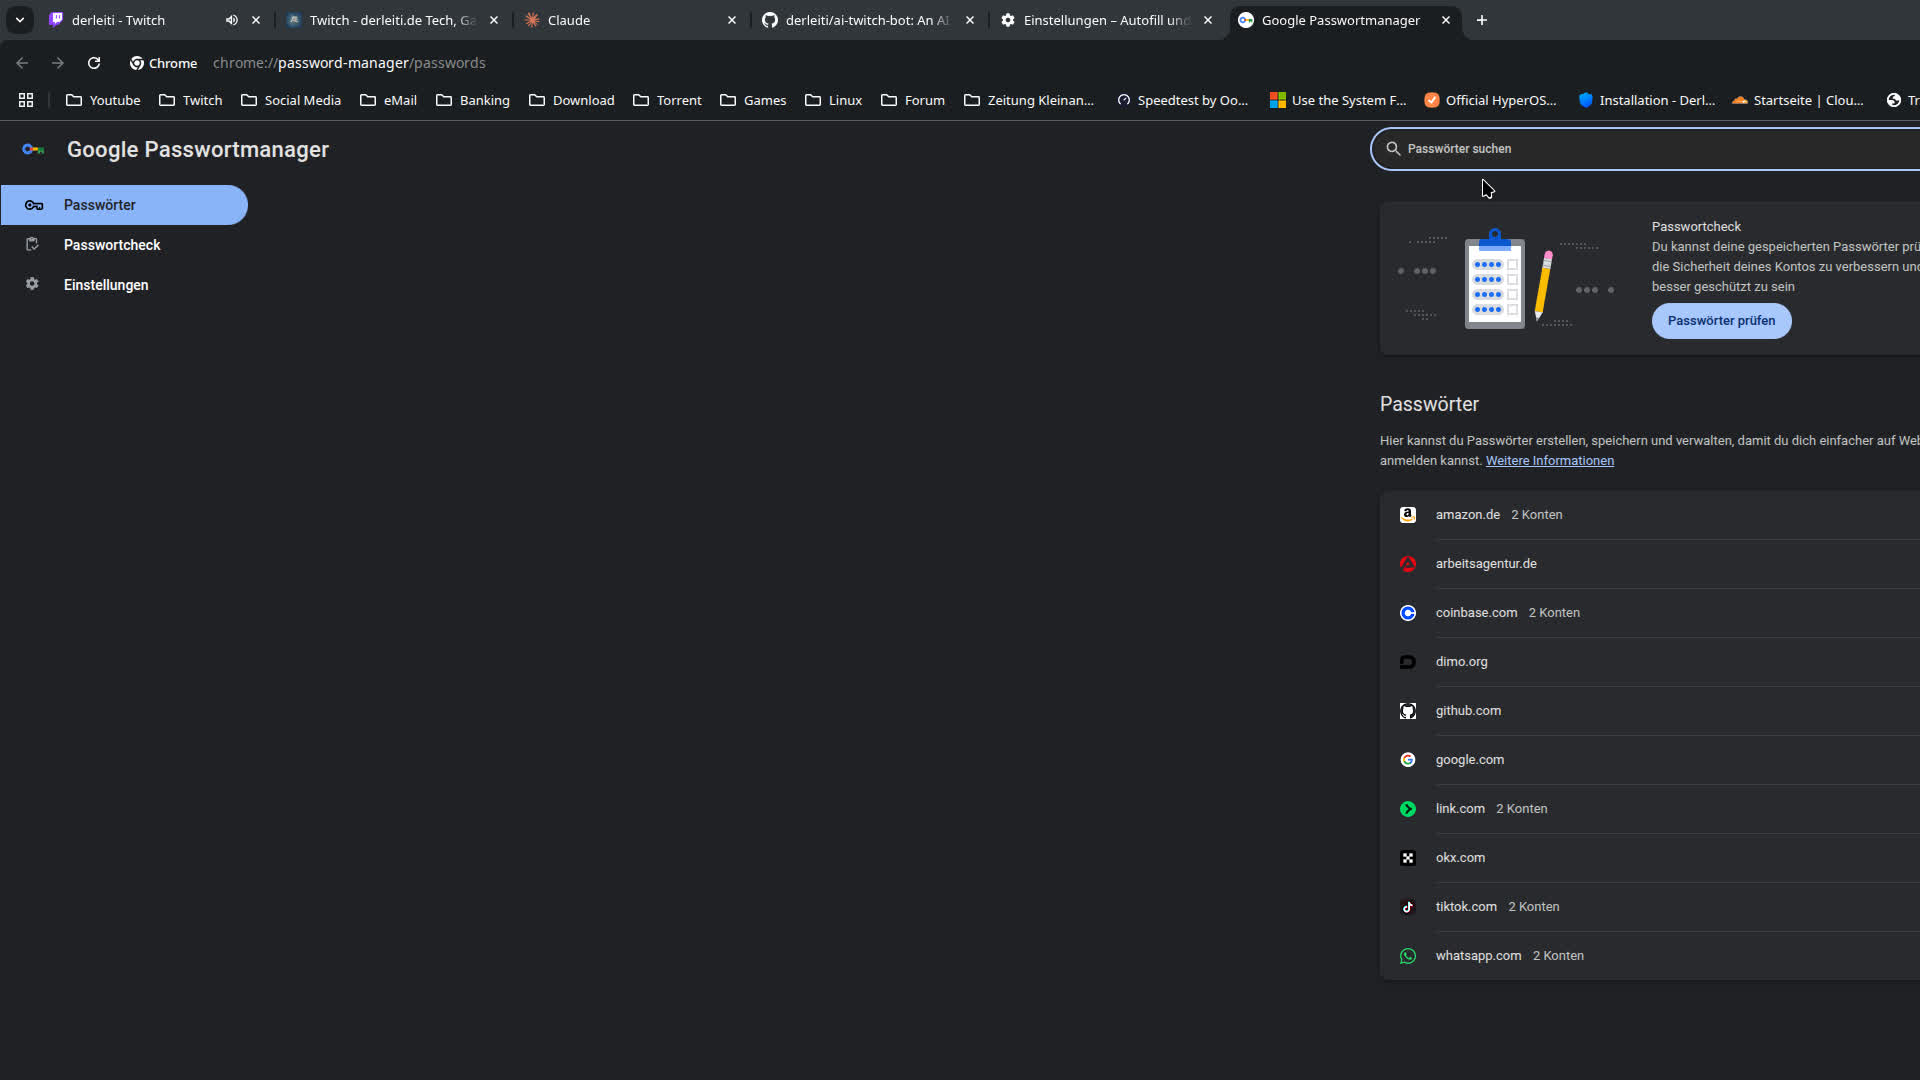 derleiti - Twitch
Twitch - derleiti.de Tech, Ga
Claude
derleiti/ai-twitch-bot: An AI
Einstellungen – Autofill und
Google Passwortmanager
Chrome
chrome://password-manager/passwords
Youtube
Twitch
Social Media
eMail
Banking
Download
Torrent
Games
Linux
Forum
Zeitung Kleinan...
Speedtest by Oo...
Use the System F...
Official HyperOS...
Installation - Derl...
Startseite | Clou...
Tr
Google Passwortmanager
Passwörter suchen
Passwörter
Passwortcheck
Einstellungen
Passwortcheck
Du kannst deine gespeicherten Passwörter prü
die Sicherheit deines Kontos zu verbessern und
besser geschützt zu sein
Passwörter prüfen
Passwörter
Hier kannst du Passwörter erstellen, speichern und verwalten, damit du dich einfacher auf Web
anmelden kannst. Weitere Informationen
amazon.de 2 Konten
arbeitsagentur.de
coinbase.com 2 Konten
dimo.org
github.com
google.com
link.com 2 Konten
okx.com
tiktok.com 2 Konten
whatsapp.com 2 Konten